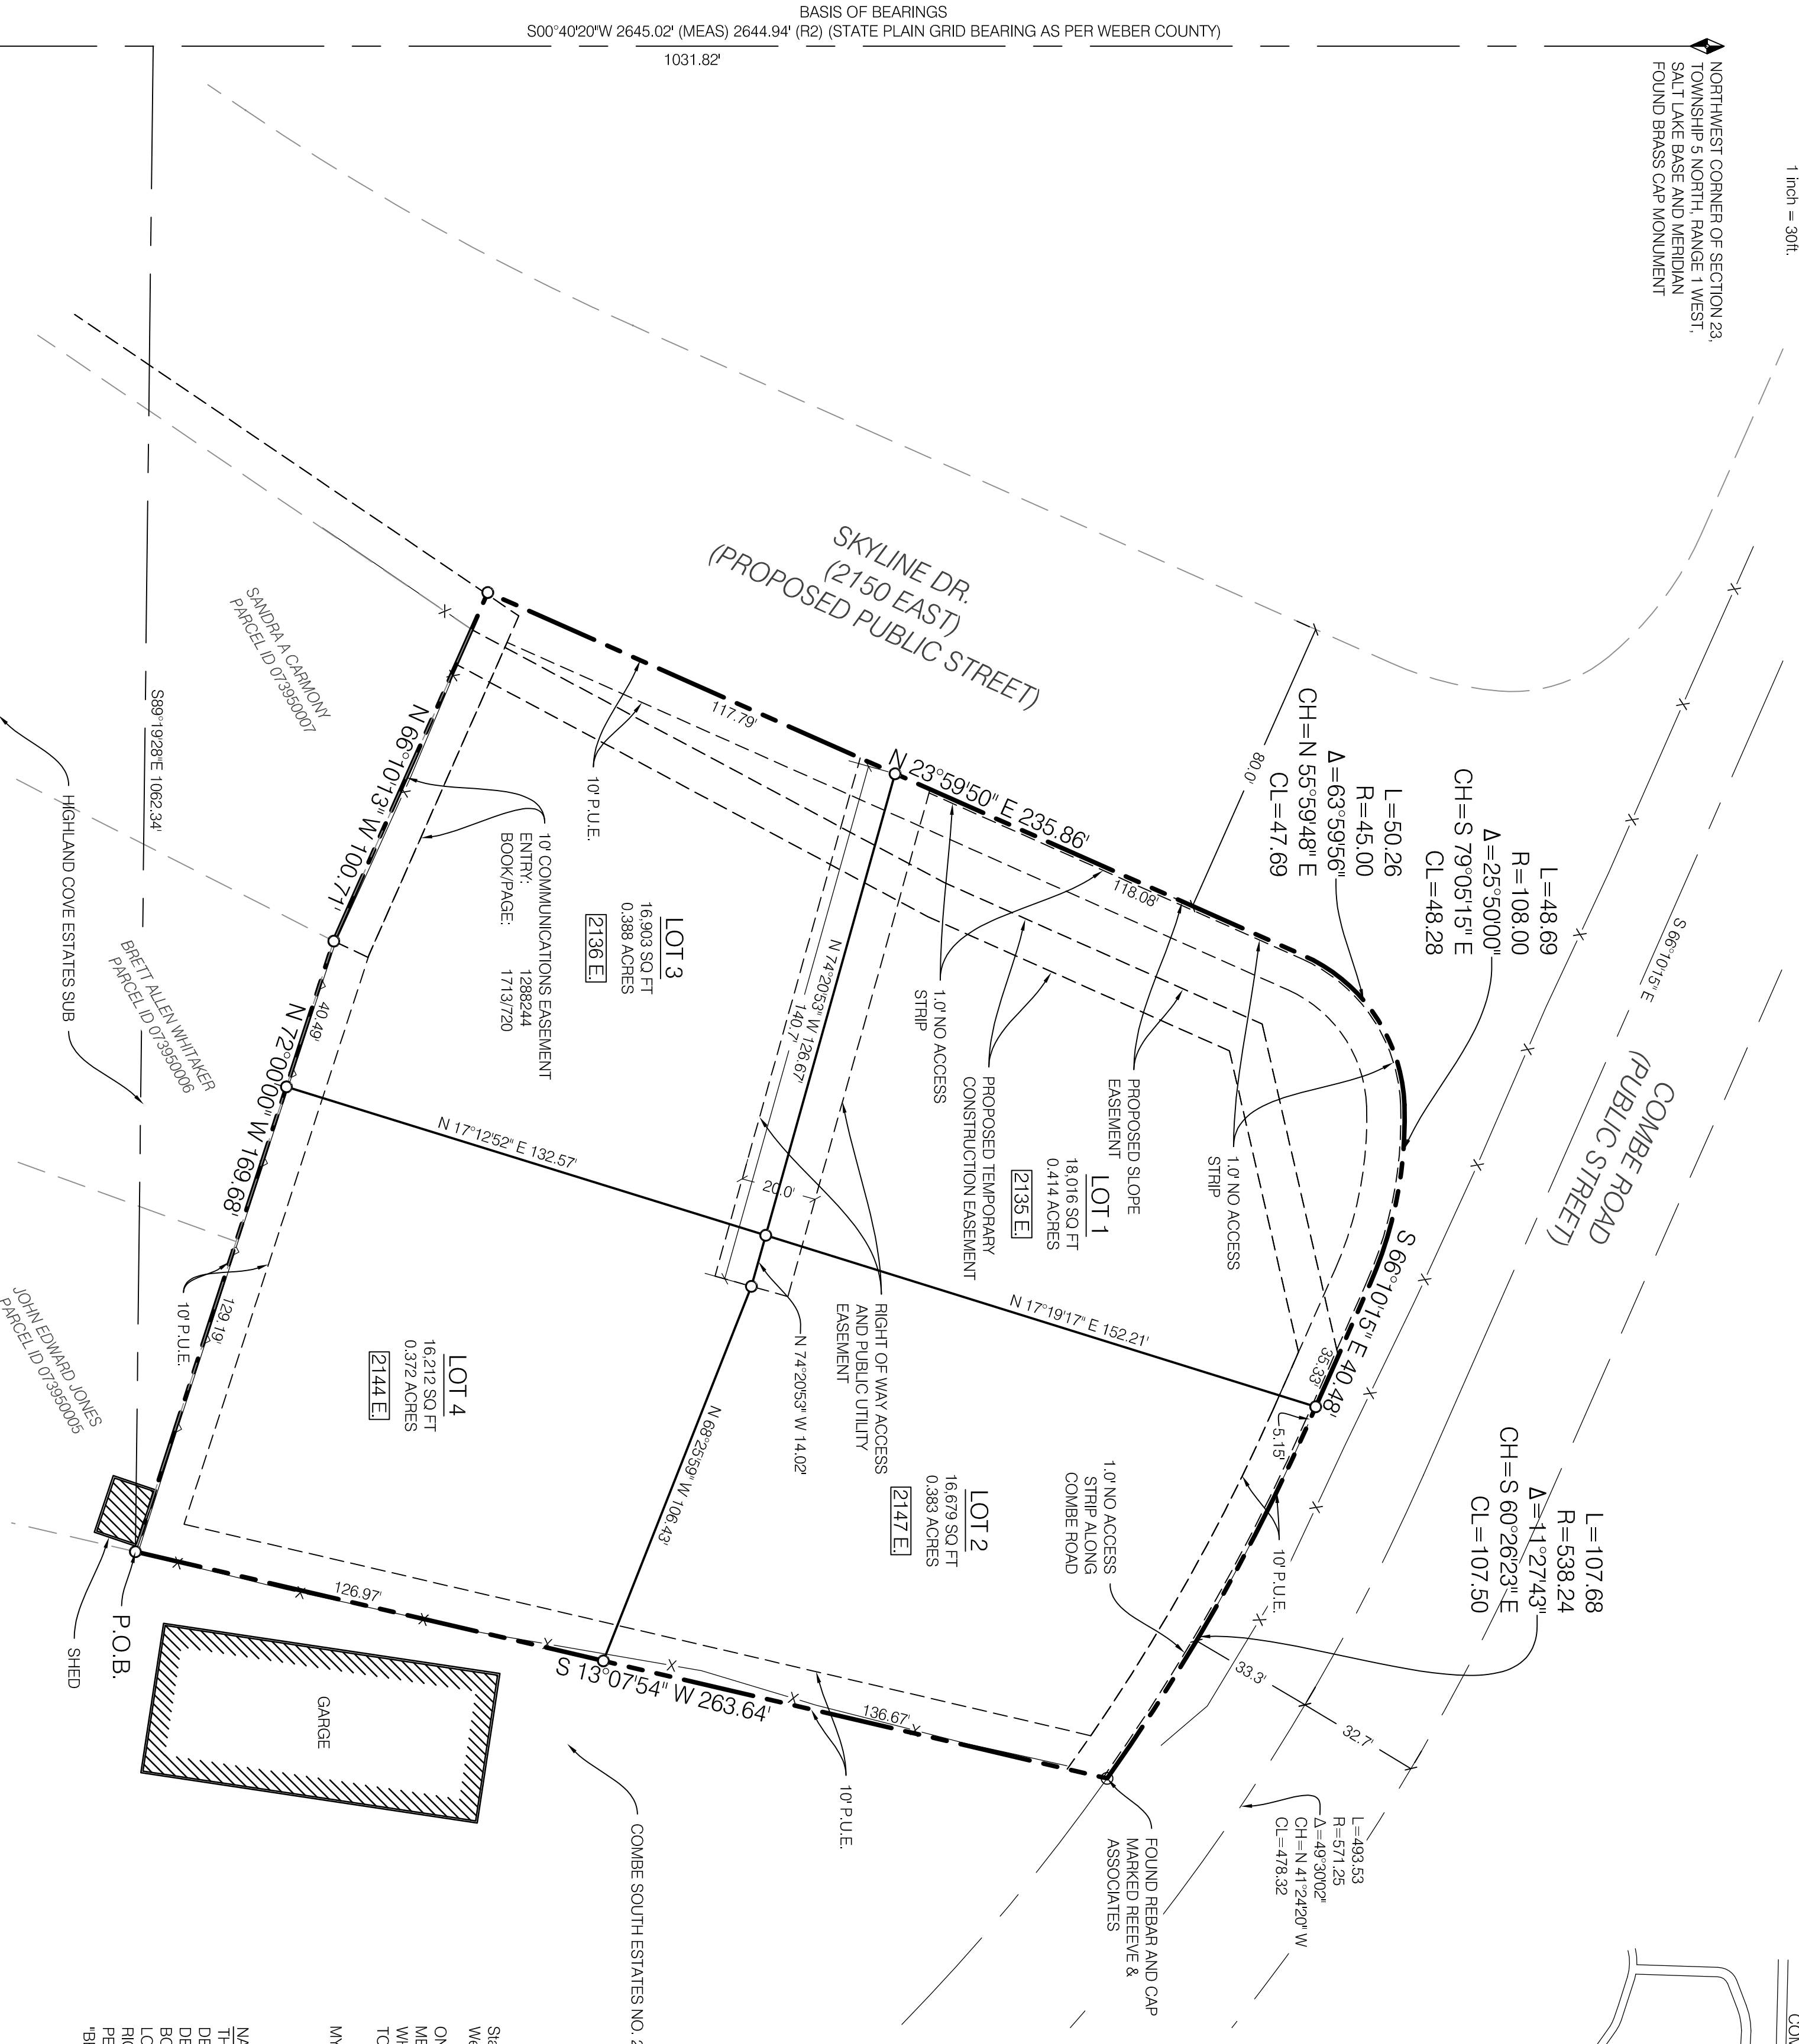 BASIS OF BEARINGS
S00°40'20"W 2645.02' (MEAS) 2644.94' (R2) (STATE PLAIN GRID BEARING AS PER WEBER COUNTY)
1031.82'
1 inch = 30ft.
NORTHWEST CORNER OF SECTION 23,
TOWNSHIP 5 NORTH, RANGE 1 WEST,
SALT LAKE BASE AND MERIDIAN
FOUND BRASS CAP MONUMENT
S 66°10'15" E
COMBE ROAD
(PUBLIC STREET)
L=48.69
R=108.00
Δ=25°50'00"
CH=S 79°05'15" E
CL=48.28
L=50.26
R=45.00
Δ=63°59'56"
CH=N 55°59'48" E
CL=47.69
80.0'
SKYLINE DR.
(2150 EAST)
(PROPOSED PUBLIC STREET)
N 23°59'50" E 235.86'
117.79'
118.08'
S 66°10'15" E 40.48'
35.33'
5.15'
L=107.68
R=538.24
Δ=11°27'43"
CH=S 60°26'23" E
CL=107.50
10' P.U.E.
33.3'
32.7'
L=493.53
R=571.25
Δ=49°30'02"
CH=N 41°24'20" W
CL=478.32
1.0' NO ACCESS
STRIP
PROPOSED SLOPE
EASEMENT
LOT 1
18,016 SQ FT
0.414 ACRES
2135 E.
PROPOSED TEMPORARY
CONSTRUCTION EASEMENT
1.0' NO ACCESS
STRIP
N 17°19'17" E 152.21'
1.0' NO ACCESS
STRIP ALONG
COMBE ROAD
LOT 2
16,679 SQ FT
0.383 ACRES
2147 E.
RIGHT OF WAY ACCESS
AND PUBLIC UTILITY
EASEMENT
N 74°20'53" W 126.67'
140.7'
20.0'
N 74°20'53" W 14.02'
N 68°25'59" W 106.43'
LOT 3
16,903 SQ FT
0.388 ACRES
2136 E.
10' P.U.E.
10' COMMUNICATIONS EASEMENT
ENTRY: 1288244
BOOK/PAGE: 1713/720
N 17°12'52" E 132.57'
LOT 4
16,212 SQ FT
0.372 ACRES
2144 E.
N 66°10'13" W 100.71'
N 72°00'00" W 169.68'
40.49'
129.19'
10' P.U.E.
S 13°07'54" W 263.64'
126.97'
136.67'
10' P.U.E.
FOUND REBAR AND CAP
MARKED REEEVE &
ASSOCIATES
COMBE SOUTH ESTATES NO. 2
GARGE
P.O.B.
SHED
SANDRA A CARMONY
PARCEL ID 073950007
BRETT ALLEN WHITAKER
PARCEL ID 073950006
JOHN EDWARD JONES
PARCEL ID 073950005
S89°19'28"E 1062.34'
HIGHLAND COVE ESTATES SUB